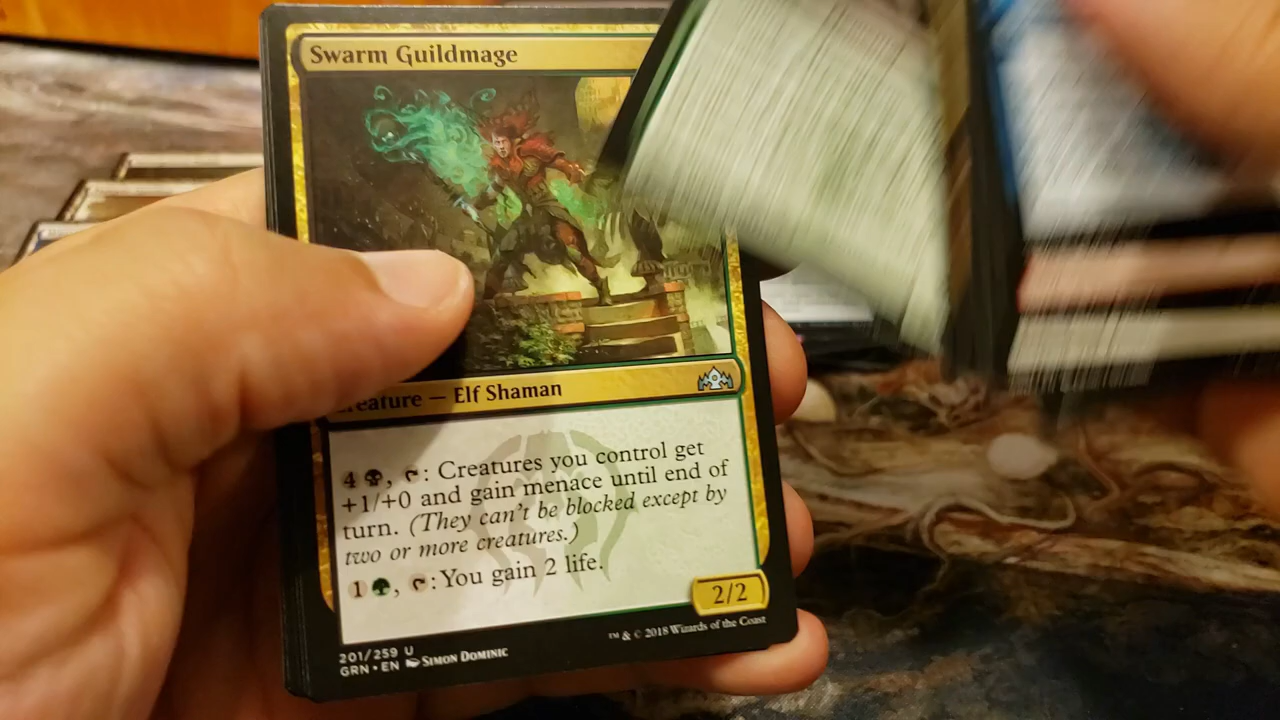 Swarm Guildmage
Creature — Elf Shaman
4, : Creatures you control get
+1/+0 and gain menace until end of
turn. (They can't be blocked except by
two or more creatures.)
1, : You gain 2 life.
2/2
™ & © 2018 Wizards of the Coast
201/259 U
GRN • EN Simon Dominic